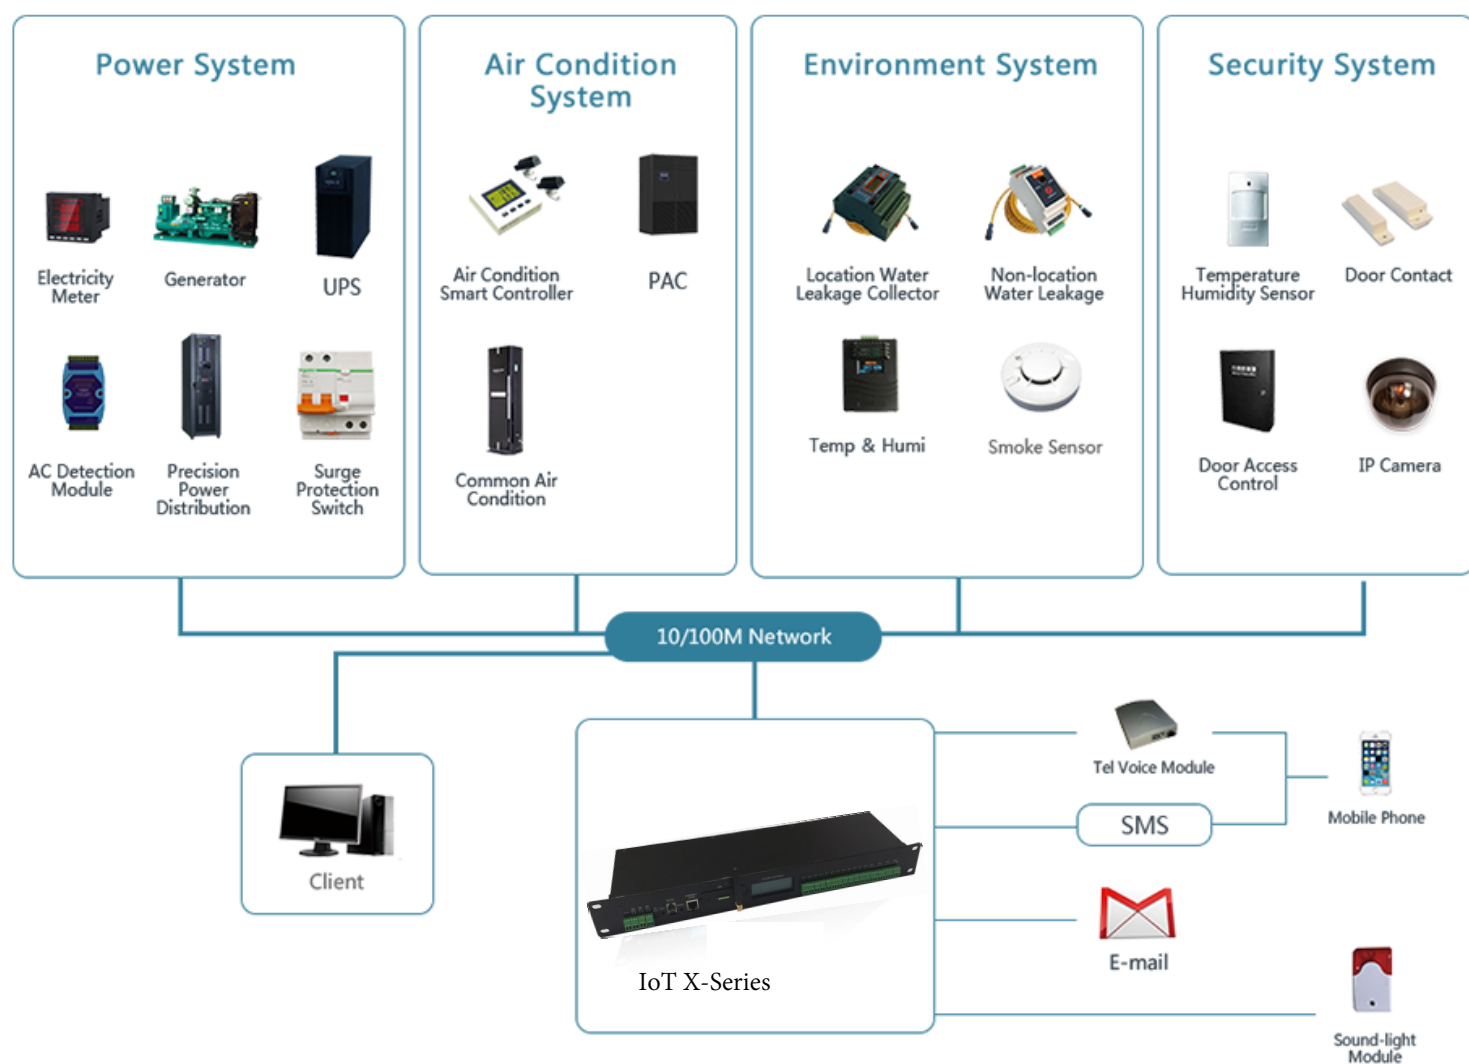 Power System
Electricity
Meter
Generator
UPS
AC Detection
Module
Precision
Power
Distribution
Surge
Protection
Switch
Air Condition
System
Air Condition
Smart Controller
PAC
Common Air
Condition
Environment System
Location Water
Leakage Collector
Non-location
Water Leakage
Temp & Humi
Smoke Sensor
Security System
Temperature
Humidity Sensor
Door Contact
Door Access
Control
IP Camera
10/100M Network
Client
IoT X-Series
Tel Voice Module
SMS
Mobile Phone
E-mail
Sound-light
Module